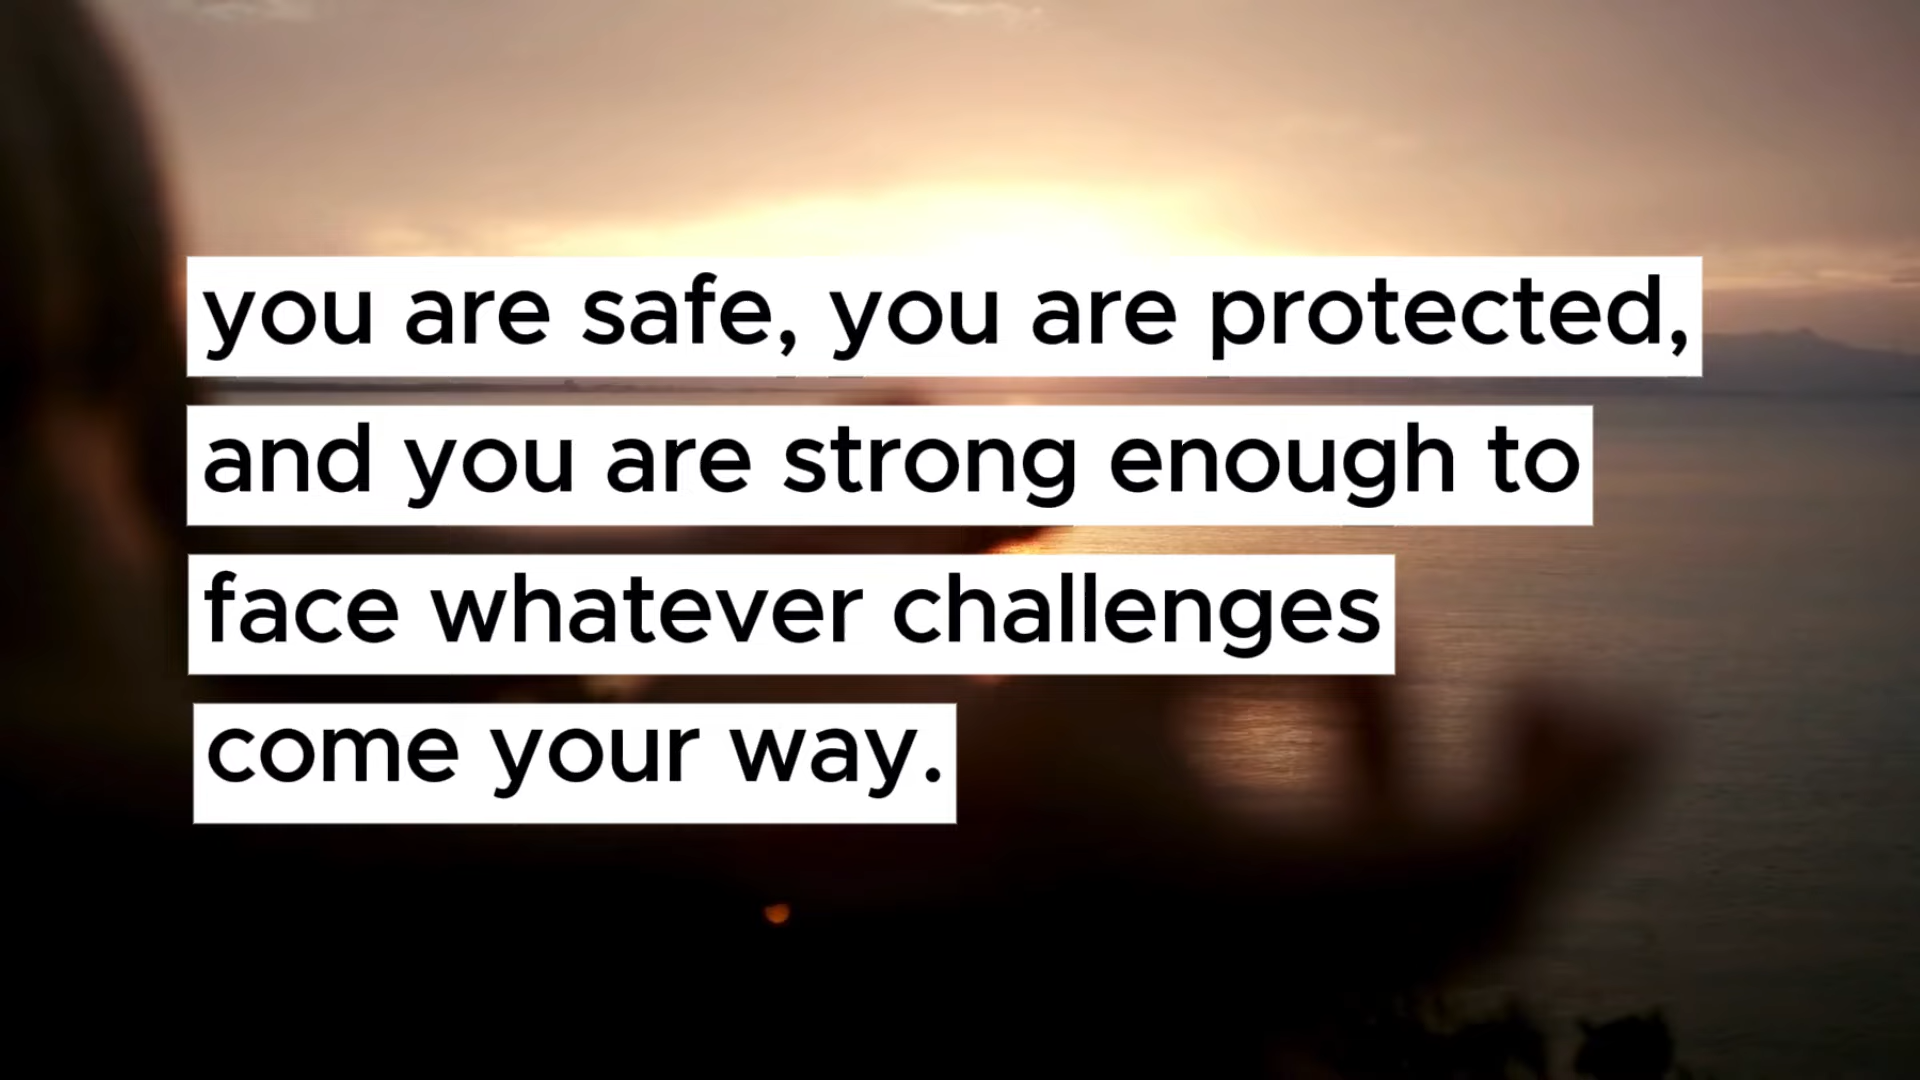 you are safe, you are protected,
and you are strong enough to
face whatever challenges
come your way.